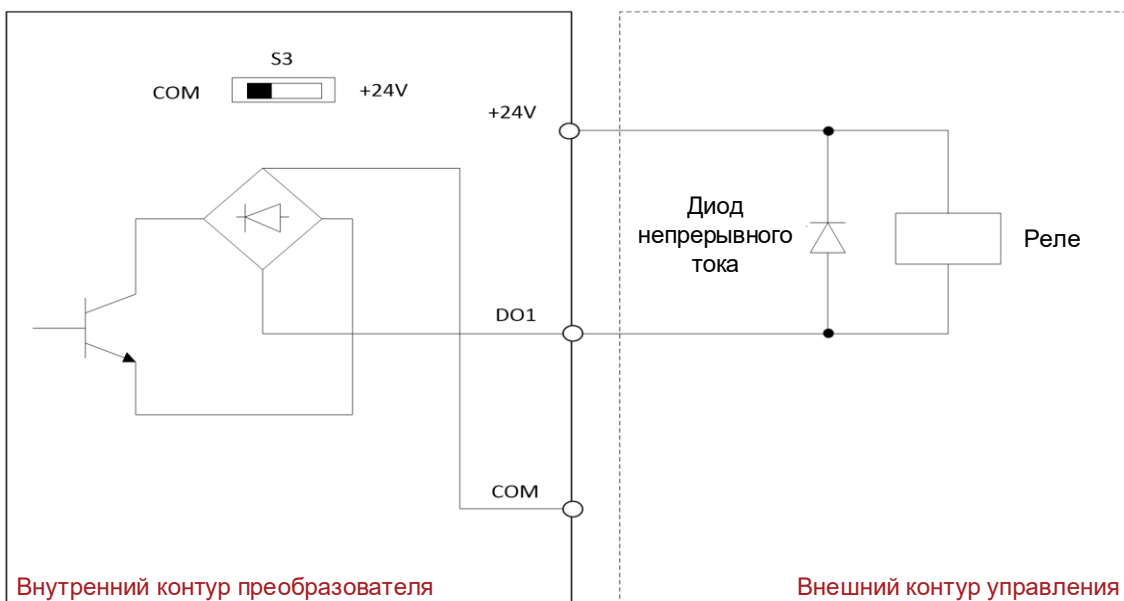 S3
COM
+24V
+24V
Диод
непрерывного
тока
Реле
DO1
COM
Внутренний контур преобразователя
Внешний контур управления